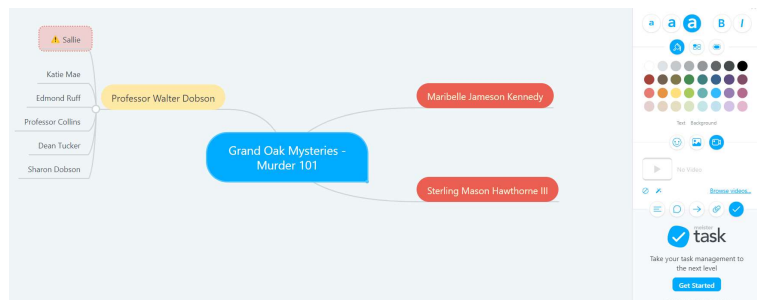 Sallie
Katie Mae
Edmond Ruff
Professor Collins
Dean Tucker
Sharon Dobson
Professor Walter Dobson
Grand Oak Mysteries -
Murder 101
Maribelle Jameson Kennedy
Sterling Mason Hawthorne III
a a a B I
Text Background
No Video
Browse videos...
meister
task
Take your task management to
the next level
Get Started